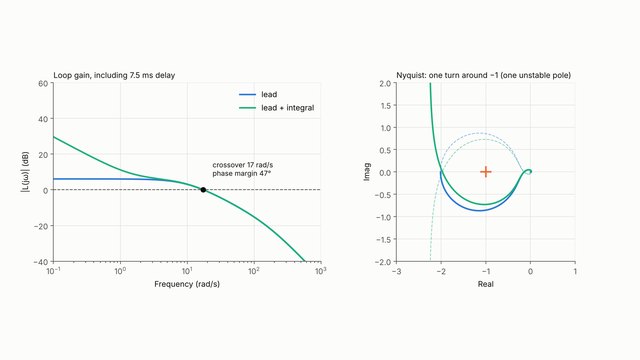 Loop gain, including 7.5 ms delay
60
40
20
0
−20
−40
|L(jω)| (dB)
lead
lead + integral
crossover 17 rad/s
phase margin 47°
10⁻¹
10⁰
10¹
10²
10³
Frequency (rad/s)
Nyquist: one turn around −1 (one unstable pole)
2.0
1.5
1.0
0.5
0.0
−0.5
−1.0
−1.5
−2.0
Imag
−3
−2
−1
0
1
Real